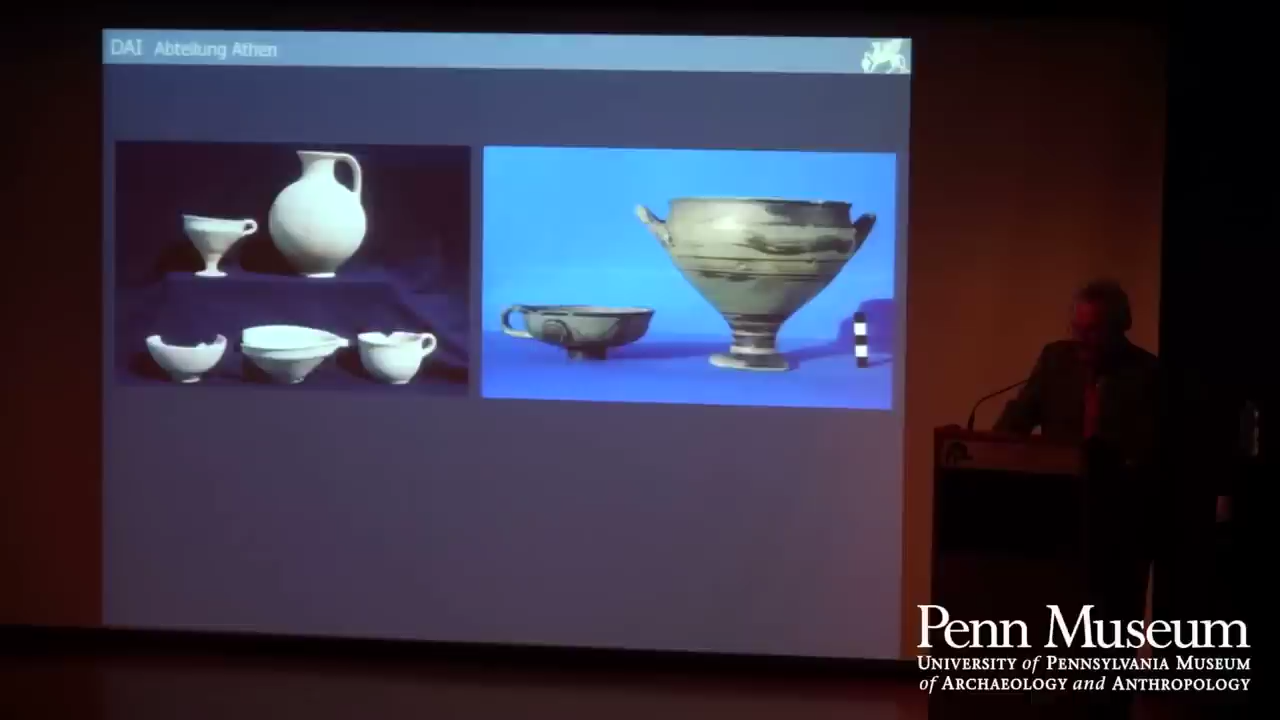 DAI Abteilung Athen
Penn Museum
UNIVERSITY of PENNSYLVANIA MUSEUM
of ARCHAEOLOGY and ANTHROPOLOGY